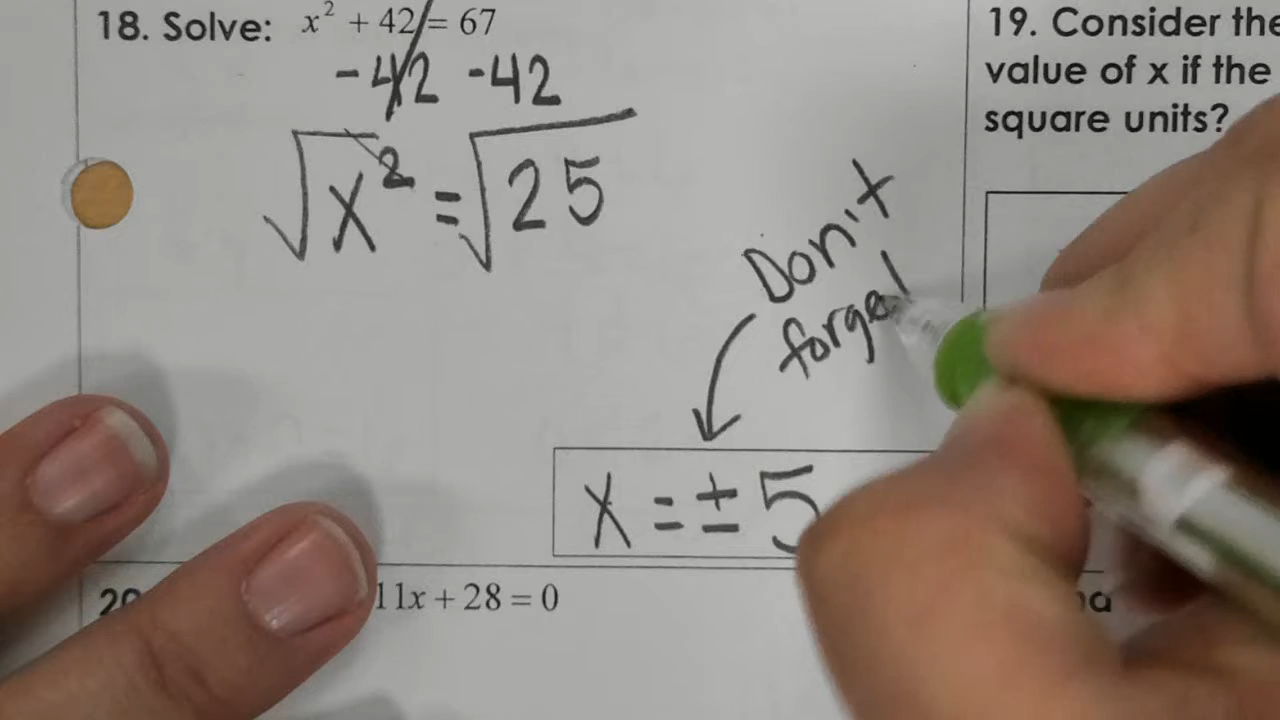 18. Solve: x² + 42 = 67
-42 -42
√x² = √25
Don't
forge
x = ± 5
19. Consider the
value of x if the
square units?
11x + 28 = 0